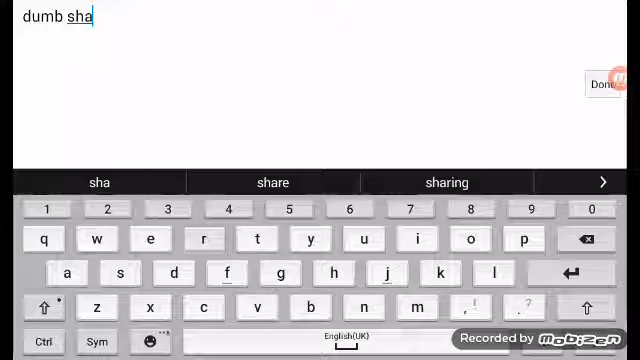 dumb sha
Done
sha share sharing >
1 2 3 4 5 6 7 8 9 0
q w e r t y u i o p
a s d f g h j k l
z x c v b n m , ! . ?
Ctrl Sym English(UK)
Recorded by mobizen